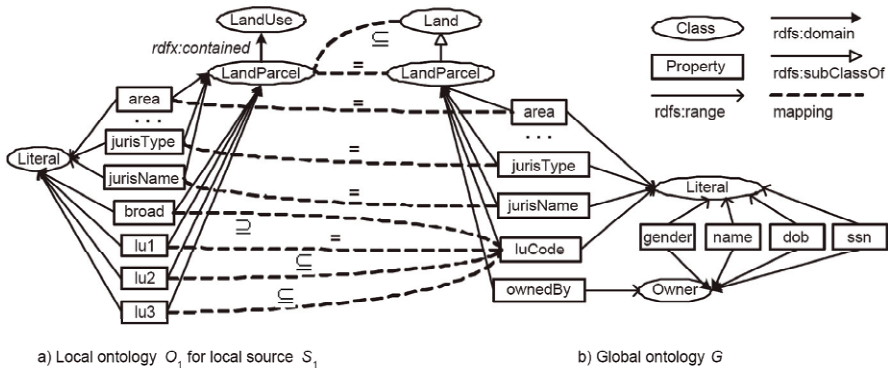 LandUse
rdfx:contained
LandParcel
area
. . .
jurisType
Literal
jurisName
broad
lu1
lu2
lu3
⊆
=
=
=
=
⊇
=
⊆
⊆
Land
LandParcel
area
. . .
jurisType
jurisName
luCode
ownedBy
Literal
gender
name
dob
ssn
Owner
Class
Property
rdfs:range
rdfs:domain
rdfs:subClassOf
mapping
a) Local ontology O1 for local source S1
b) Global ontology G